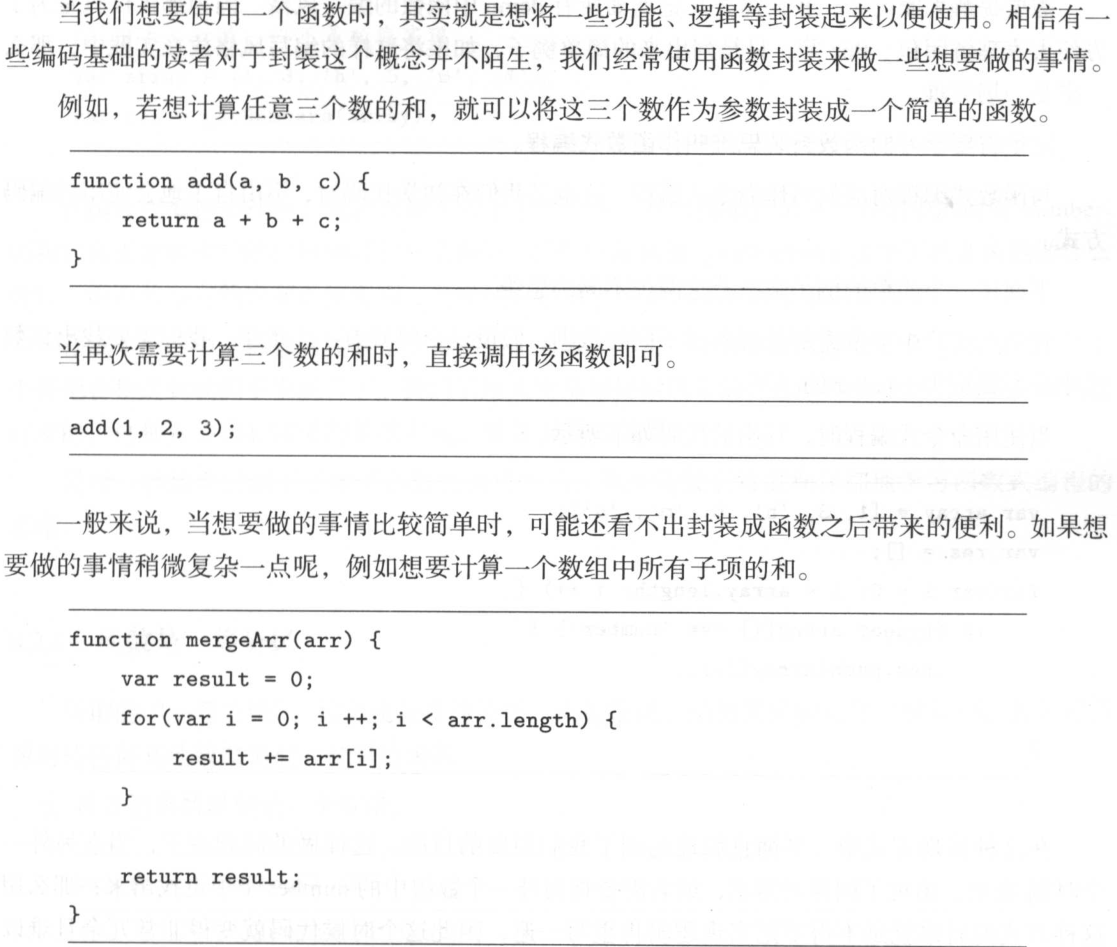 当我们想要使用一个函数时，其实就是想将一些功能、逻辑等封装起来以便使用。相信有一
些编码基础的读者对于封装这个概念并不陌生，我们经常使用函数封装来做一些想要做的事情。
例如，若想计算任意三个数的和，就可以将这三个数作为参数封装成一个简单的函数。
function add(a, b, c) {
    return a + b + c;
}
当再次需要计算三个数的和时，直接调用该函数即可。
add(1, 2, 3);
一般来说，当想要做的事情比较简单时，可能还看不出封装成函数之后带来的便利。如果想
要做的事情稍微复杂一点呢，例如想要计算一个数组中所有子项的和。
function mergeArr(arr) {
    var result = 0;
    for(var i = 0; i ++; i < arr.length) {
        result += arr[i];
    }
    return result;
}